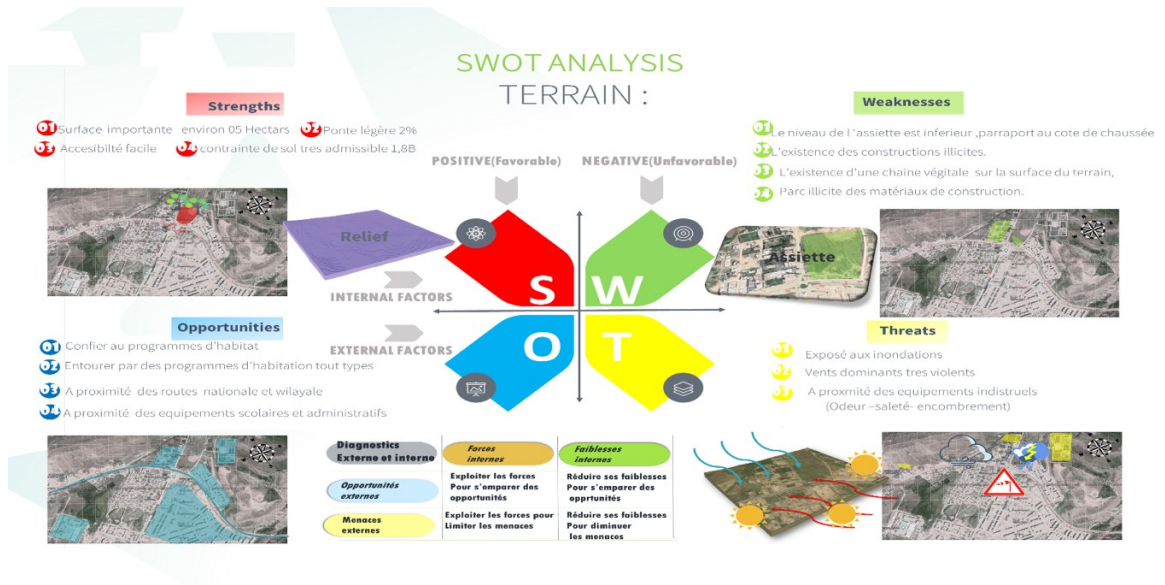 SWOT ANALYSIS
TERRAIN :
Strengths
01 Surface importante environ 05 Hectars 02 Ponte légère 2%
03 Accesibilté facile 04 contrainte de sol tres admissible 1,8B
Weaknesses
01 Le niveau de l 'assiette est inferieur ,parraport au cote de chaussée
02 L'existence des constructions illicites.
03 L'existence d'une chaine végitale sur la surface du terrain,
04 Parc illicite des matériaux de construction.
POSITIVE(Favorable) NEGATIVE(Unfavorable)
Relief
Assiette
INTERNAL FACTORS
S W
O T
EXTERNAL FACTORS
Opportunities
01 Confier au programmes d'habitat
02 Entourer par des programmes d'habitation tout types
03 A proximité des routes nationale et wilayale
04 A proximité des equipements scolaires et administratifs
Threats
01 Exposé aux inondations
02 Vents dominants tres violents
03 A proxmité des equipements indistruels
(Odeur –saleté- encombrement)
Diagnostics
Externe et interne
Forces
internes
Faiblesses
internes
Opportunités
externes
Exploiter les forces
Pour s'emparer des
opportunités
Réduire ses faiblesses
Pour s'emparer des
opprtunités
Menaces
externes
Exploiter les forces pour
Limiter les menaces
Réduire ses faiblesses
Pour diminuer
les menaces